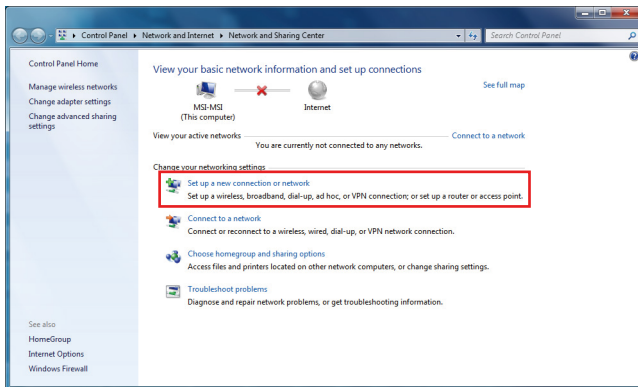 Control Panel ▸ Network and Internet ▸ Network and Sharing Center
Search Control Panel
Control Panel Home
Manage wireless networks
Change adapter settings
Change advanced sharing
settings
View your basic network information and set up connections
See full map
MSI-MSI
(This computer)
Internet
View your active networks
Connect to a network
You are currently not connected to any networks.
Change your networking settings
Set up a new connection or network
Set up a wireless, broadband, dial-up, ad hoc, or VPN connection; or set up a router or access point.
Connect to a network
Connect or reconnect to a wireless, wired, dial-up, or VPN network connection.
Choose homegroup and sharing options
Access files and printers located on other network computers, or change sharing settings.
Troubleshoot problems
Diagnose and repair network problems, or get troubleshooting information.
See also
HomeGroup
Internet Options
Windows Firewall